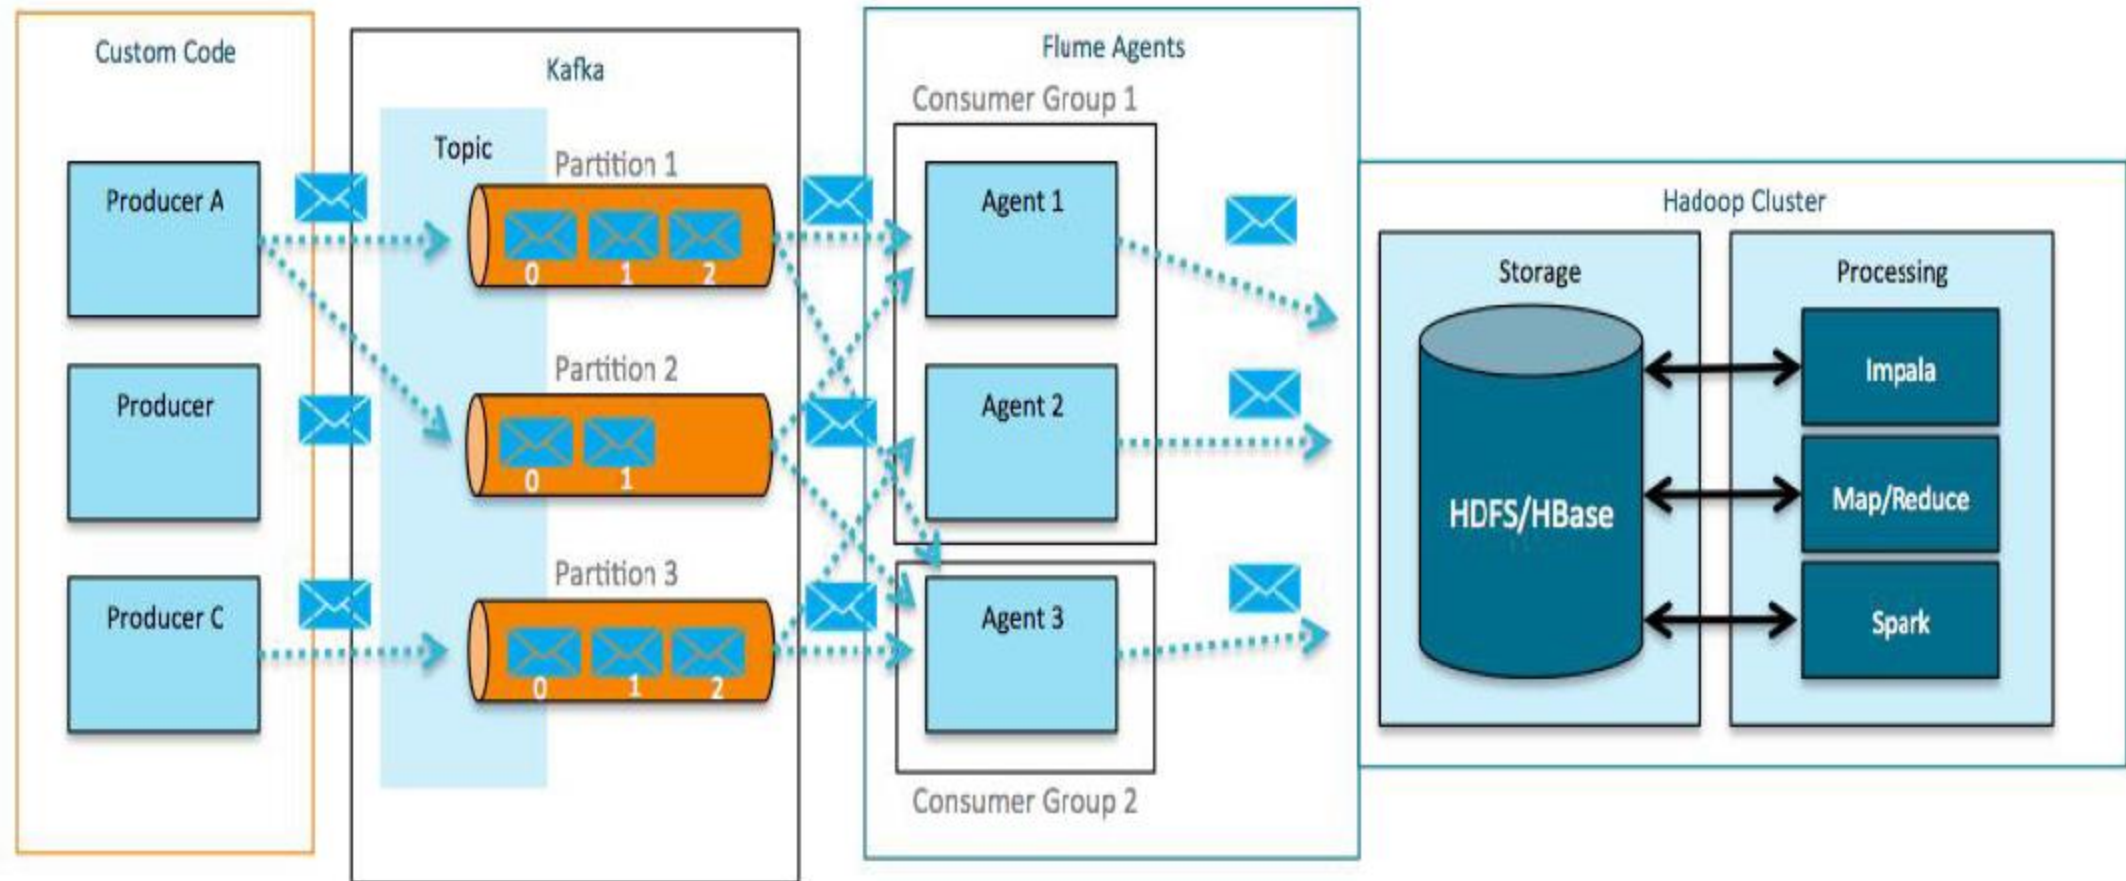 Custom Code
Producer A
Producer
Producer C
Kafka
Topic
Partition 1
0 1 2
Partition 2
0 1
Partition 3
0 1 2
Flume Agents
Consumer Group 1
Agent 1
Agent 2
Agent 3
Consumer Group 2
Hadoop Cluster
Storage
HDFS/HBase
Processing
Impala
Map/Reduce
Spark